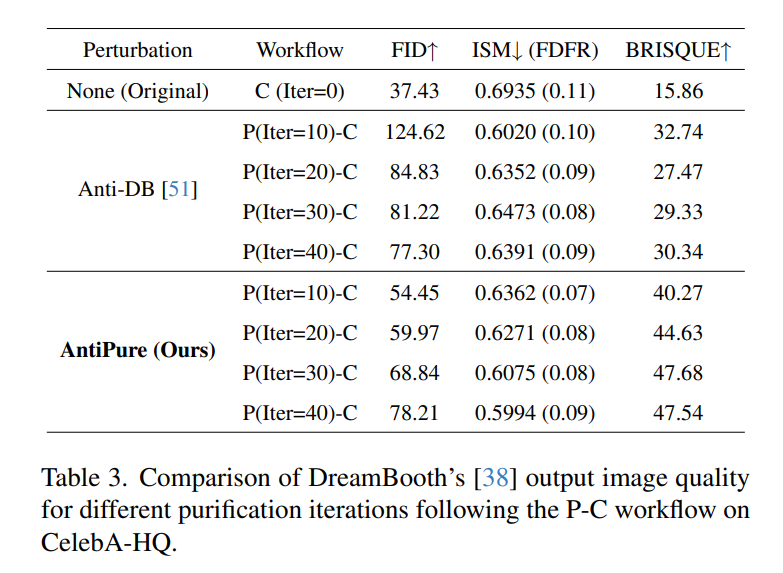 Perturbation Workflow FID↑ ISM↓ (FDFR) BRISQUE↑
None (Original) C (Iter=0) 37.43 0.6935 (0.11) 15.86
P(Iter=10)-C 124.62 0.6020 (0.10) 32.74
P(Iter=20)-C 84.83 0.6352 (0.09) 27.47
Anti-DB [51]
P(Iter=30)-C 81.22 0.6473 (0.08) 29.33
P(Iter=40)-C 77.30 0.6391 (0.09) 30.34
P(Iter=10)-C 54.45 0.6362 (0.07) 40.27
P(Iter=20)-C 59.97 0.6271 (0.08) 44.63
AntiPure (Ours)
P(Iter=30)-C 68.84 0.6075 (0.08) 47.68
P(Iter=40)-C 78.21 0.5994 (0.09) 47.54
Table 3. Comparison of DreamBooth's [38] output image quality
for different purification iterations following the P-C workflow on
CelebA-HQ.